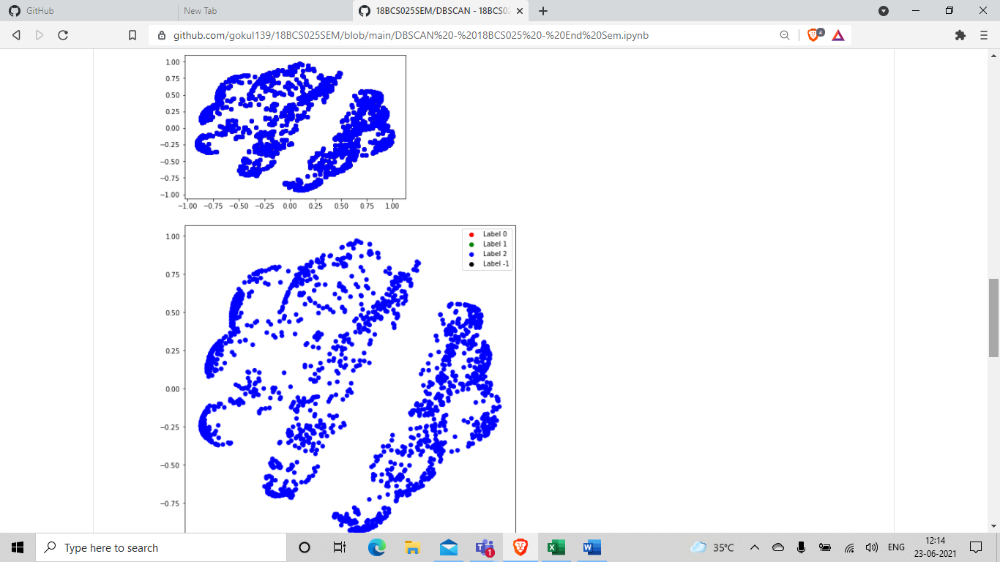 GitHub
New Tab
18BCS025SEM/DBSCAN - 18BCS02
github.com/gokul139/18BCS025SEM/blob/main/DBSCAN%20-%2018BCS025%20-%20End%20Sem.ipynb
4
1.00
0.75
0.50
0.25
0.00
−0.25
−0.50
−0.75
−1.00
−1.00 −0.75 −0.50 −0.25 0.00 0.25 0.50 0.75 1.00
Label 0
Label 1
Label 2
Label -1
1.00
0.75
0.50
0.25
0.00
−0.25
−0.50
−0.75
Type here to search
1
35°C
ENG
12:14
23-06-2021